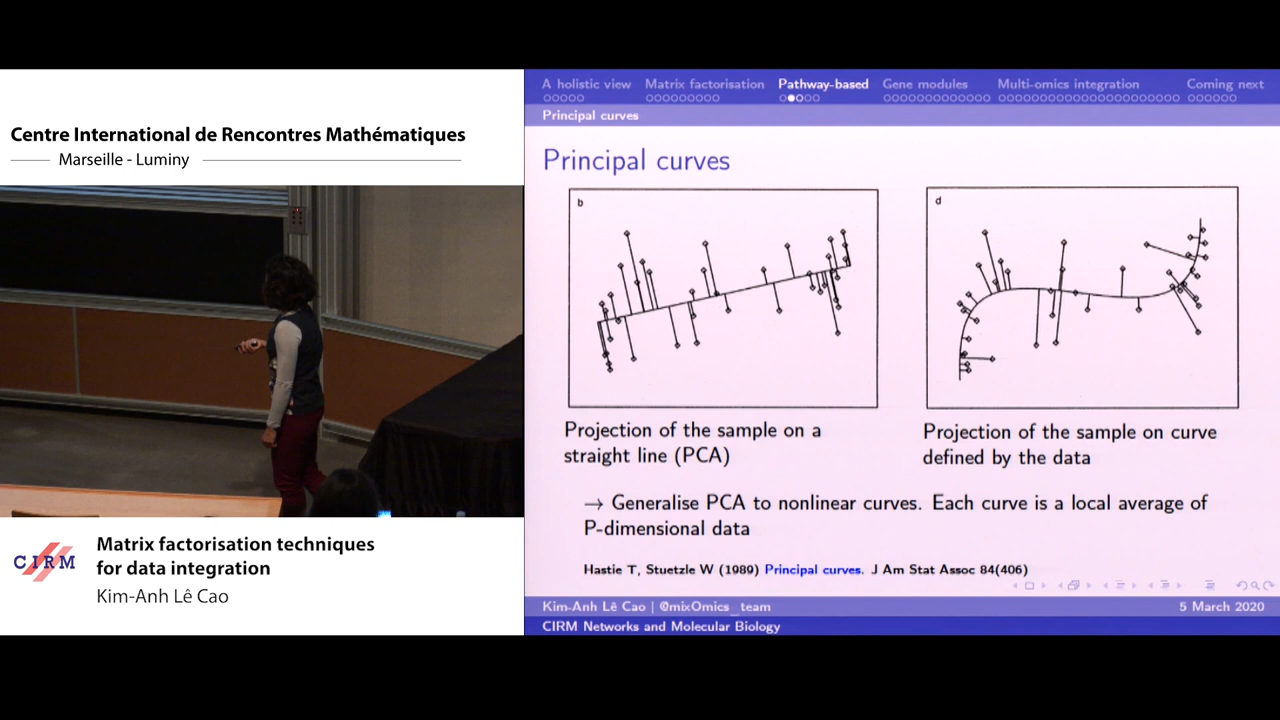 Centre International de Rencontres Mathématiques
Marseille - Luminy
CIRM
Matrix factorisation techniques
for data integration
Kim-Anh Lê Cao
A holistic view Matrix factorisation Pathway-based Gene modules Multi-omics integration Coming next
Principal curves
Principal curves
b
d
Projection of the sample on a
straight line (PCA)
Projection of the sample on curve
defined by the data
→ Generalise PCA to nonlinear curves. Each curve is a local average of
P-dimensional data
Hastie T, Stuetzle W (1989) Principal curves. J Am Stat Assoc 84(406)
Kim-Anh Lê Cao | @mixOmics_team 5 March 2020
CIRM Networks and Molecular Biology